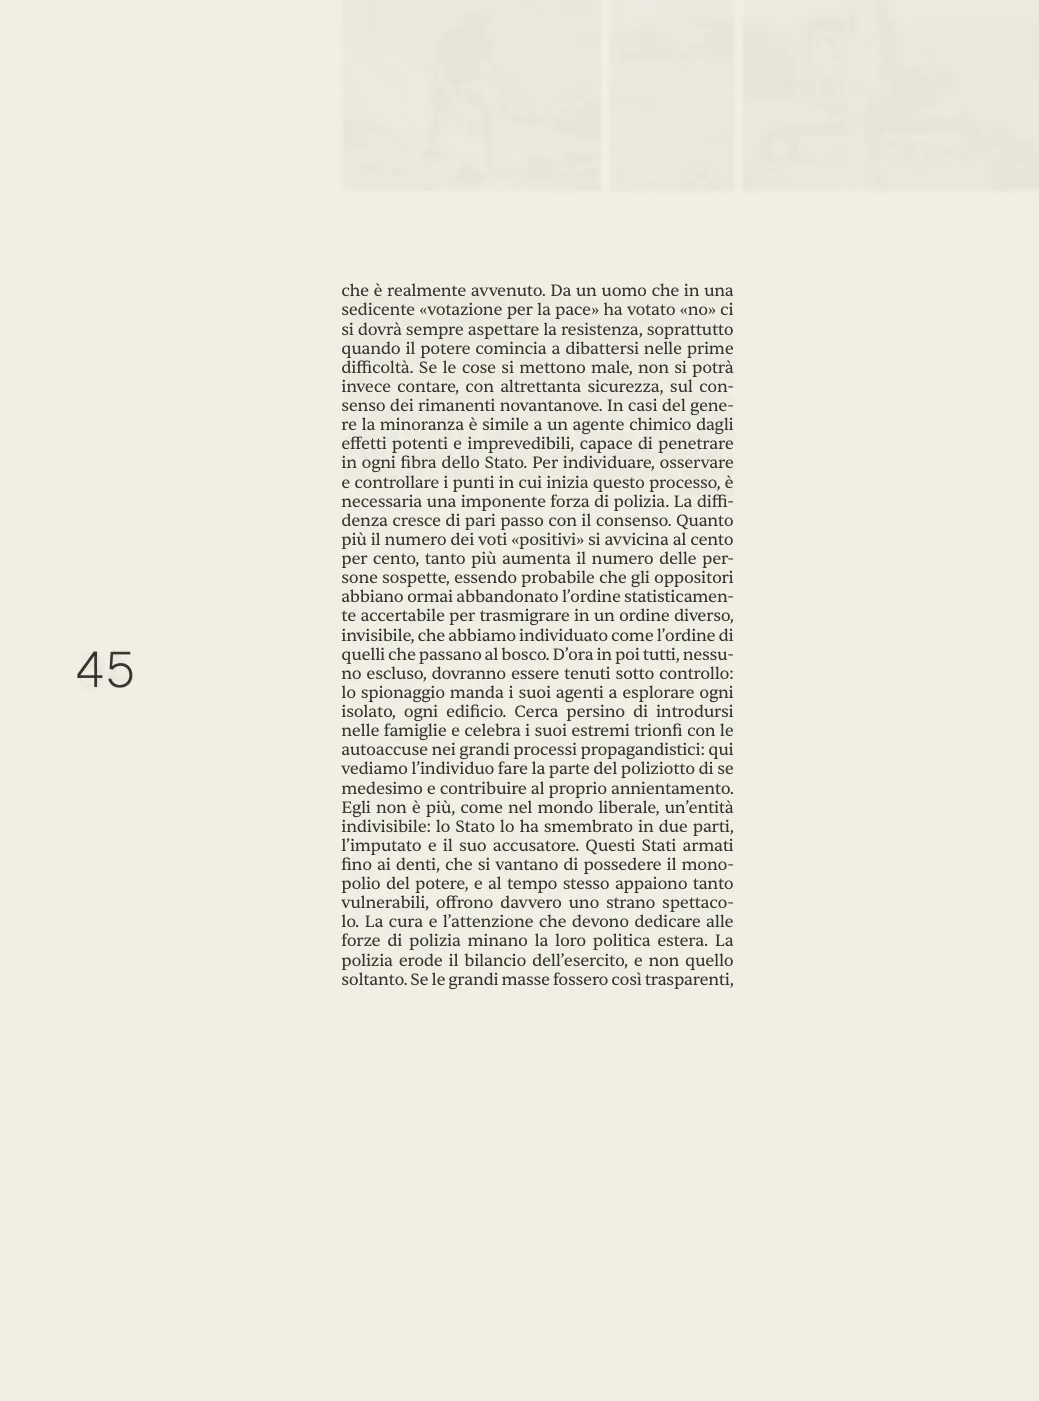 che è realmente avvenuto. Da un uomo che in una
sedicente «votazione per la pace» ha votato «no» ci
si dovrà sempre aspettare la resistenza, soprattutto
quando il potere comincia a dibattersi nelle prime
difficoltà. Se le cose si mettono male, non si potrà
invece contare, con altrettanta sicurezza, sul con-
senso dei rimanenti novantanove. In casi del gene-
re la minoranza è simile a un agente chimico dagli
effetti potenti e imprevedibili, capace di penetrare
in ogni fibra dello Stato. Per individuare, osservare
e controllare i punti in cui inizia questo processo, è
necessaria una imponente forza di polizia. La diffi-
denza cresce di pari passo con il consenso. Quanto
più il numero dei voti «positivi» si avvicina al cento
per cento, tanto più aumenta il numero delle per-
sone sospette, essendo probabile che gli oppositori
abbiano ormai abbandonato l’ordine statisticamen-
te accertabile per trasmigrare in un ordine diverso,
invisibile, che abbiamo individuato come l’ordine di
quelli che passano al bosco. D’ora in poi tutti, nessu-
no escluso, dovranno essere tenuti sotto controllo:
lo spionaggio manda i suoi agenti a esplorare ogni
isolato, ogni edificio. Cerca persino di introdursi
nelle famiglie e celebra i suoi estremi trionfi con le
autoaccuse nei grandi processi propagandistici: qui
vediamo l’individuo fare la parte del poliziotto di se
medesimo e contribuire al proprio annientamento.
Egli non è più, come nel mondo liberale, un’entità
indivisibile: lo Stato lo ha smembrato in due parti,
l’imputato e il suo accusatore. Questi Stati armati
fino ai denti, che si vantano di possedere il mono-
polio del potere, e al tempo stesso appaiono tanto
vulnerabili, offrono davvero uno strano spettaco-
lo. La cura e l’attenzione che devono dedicare alle
forze di polizia minano la loro politica estera. La
polizia erode il bilancio dell’esercito, e non quello
soltanto. Se le grandi masse fossero così trasparenti,
45